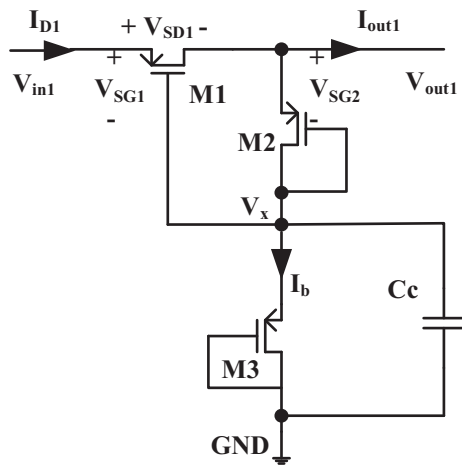 I_D1
+ V_SD1 -
I_out1
V_in1
+
V_SG1
-
M1
+
V_SG2
-
V_out1
M2
V_x
I_b
Cc
M3
GND